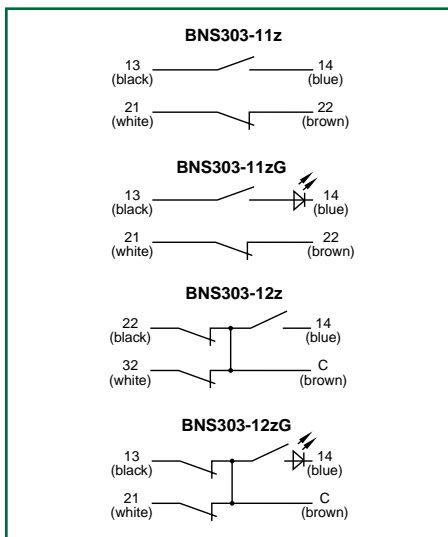 BNS303-11z
13 14
(black) (blue)
21 22
(white) (brown)
BNS303-11zG
13 14
(black) (blue)
21 22
(white) (brown)
BNS303-12z
22 14
(black) (blue)
32 C
(white) (brown)
BNS303-12zG
13 14
(black) (blue)
21 C
(white) (brown)